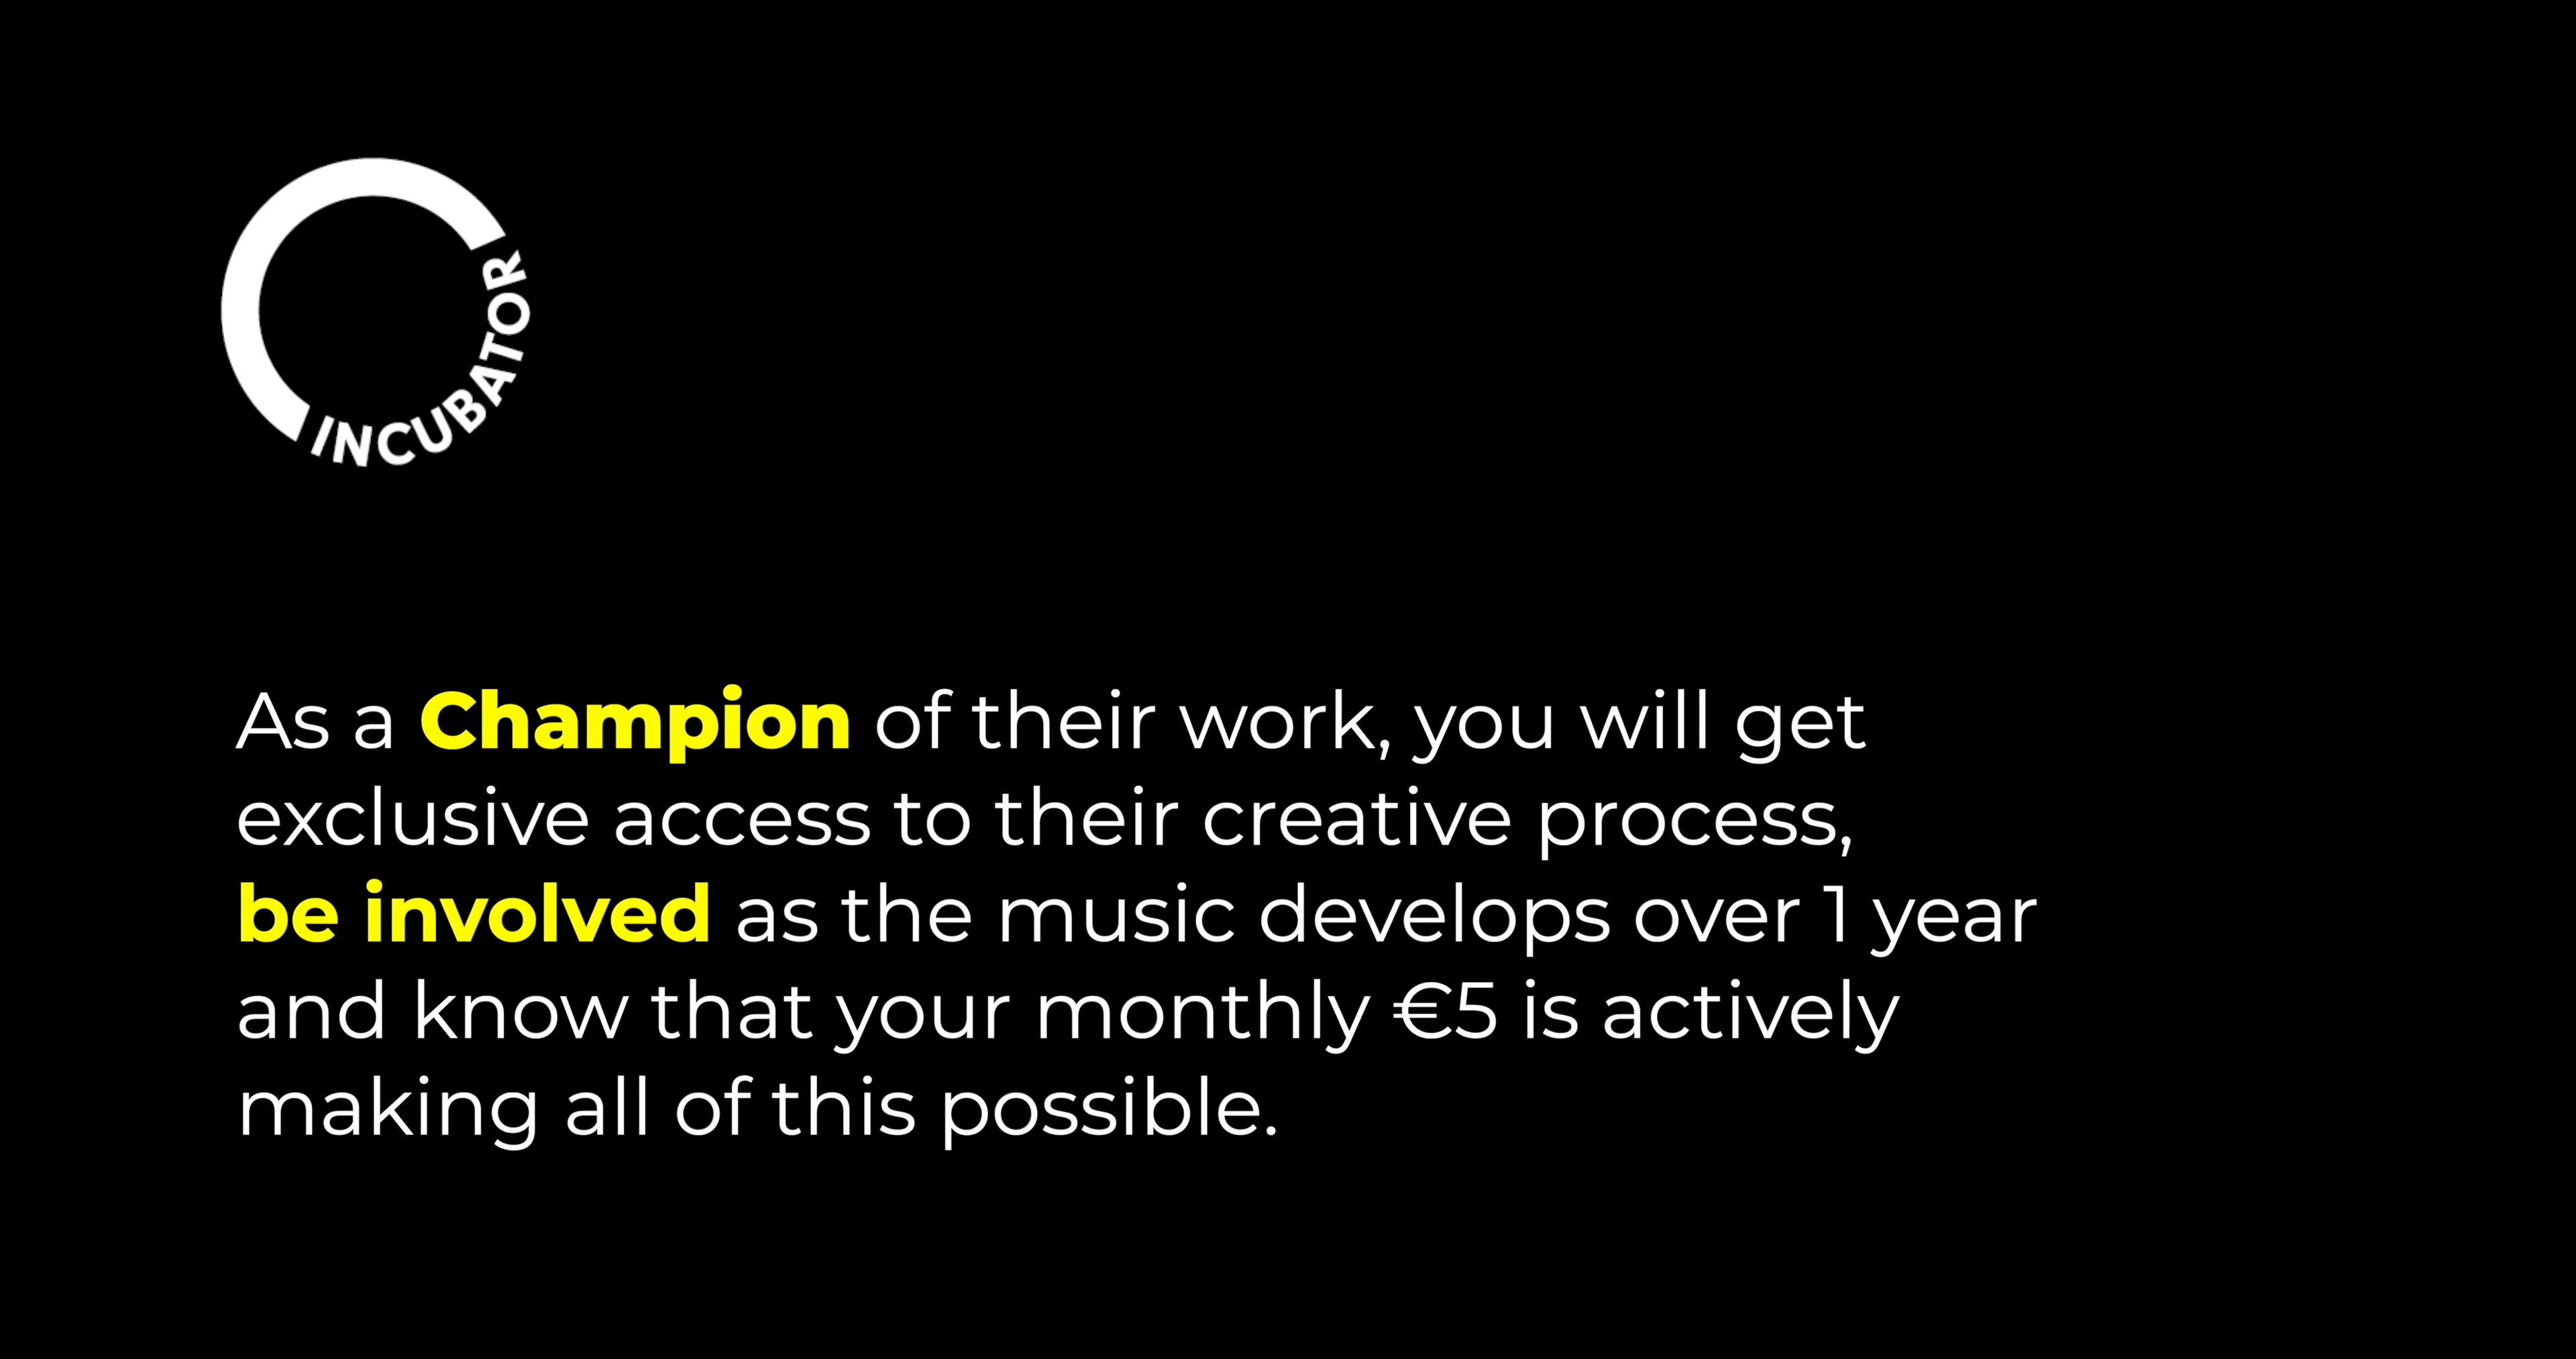 INCUBATOR
As a Champion of their work, you will get
exclusive access to their creative process,
be involved as the music develops over 1 year
and know that your monthly €5 is actively
making all of this possible.